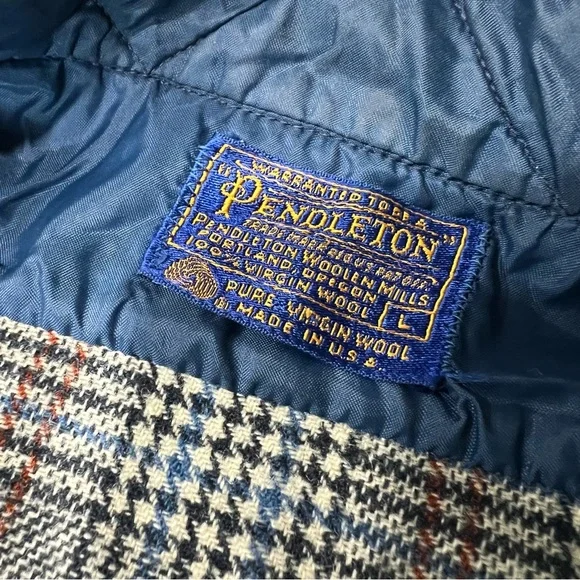 WARRANTED TO BE A
"PENDLETON"
TRADE MARK REG. U.S. PAT. OFF.
PENDLETON WOOLEN MILLS
PORTLAND, OREGON
100% VIRGIN WOOL
L
PURE VIRGIN WOOL
® MADE IN U.S.A.